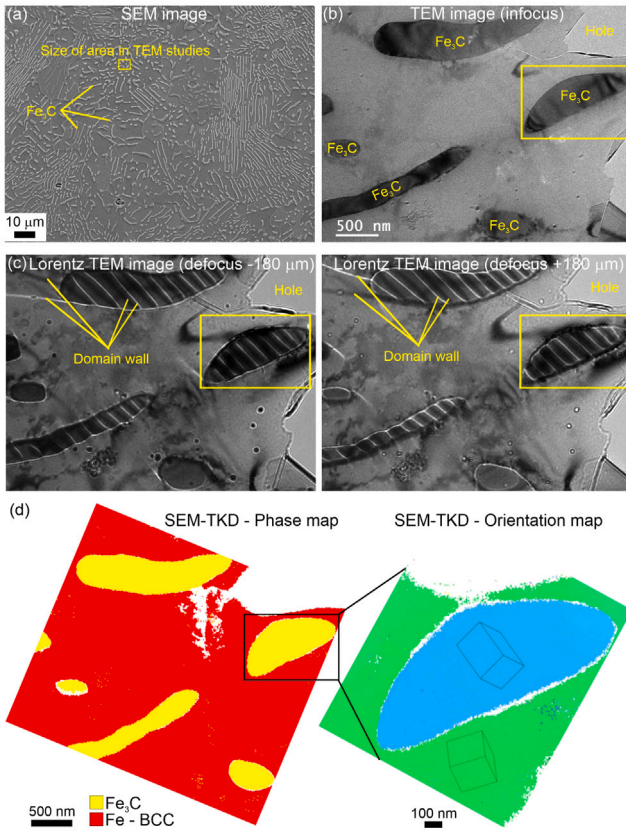 (a) SEM image
Size of area in TEM studies
Fe₃C
10 μm
(b) TEM image (infocus)
Fe₃C
Hole
Fe₃C
Fe₃C
Fe₃C
Fe₃C
500 nm
(c) Lorentz TEM image (defocus -180 μm)
Hole
Domain wall
Lorentz TEM image (defocus +180 μm)
Hole
Domain wall
(d)
SEM-TKD - Phase map
SEM-TKD - Orientation map
Fe₃C
Fe - BCC
500 nm
100 nm